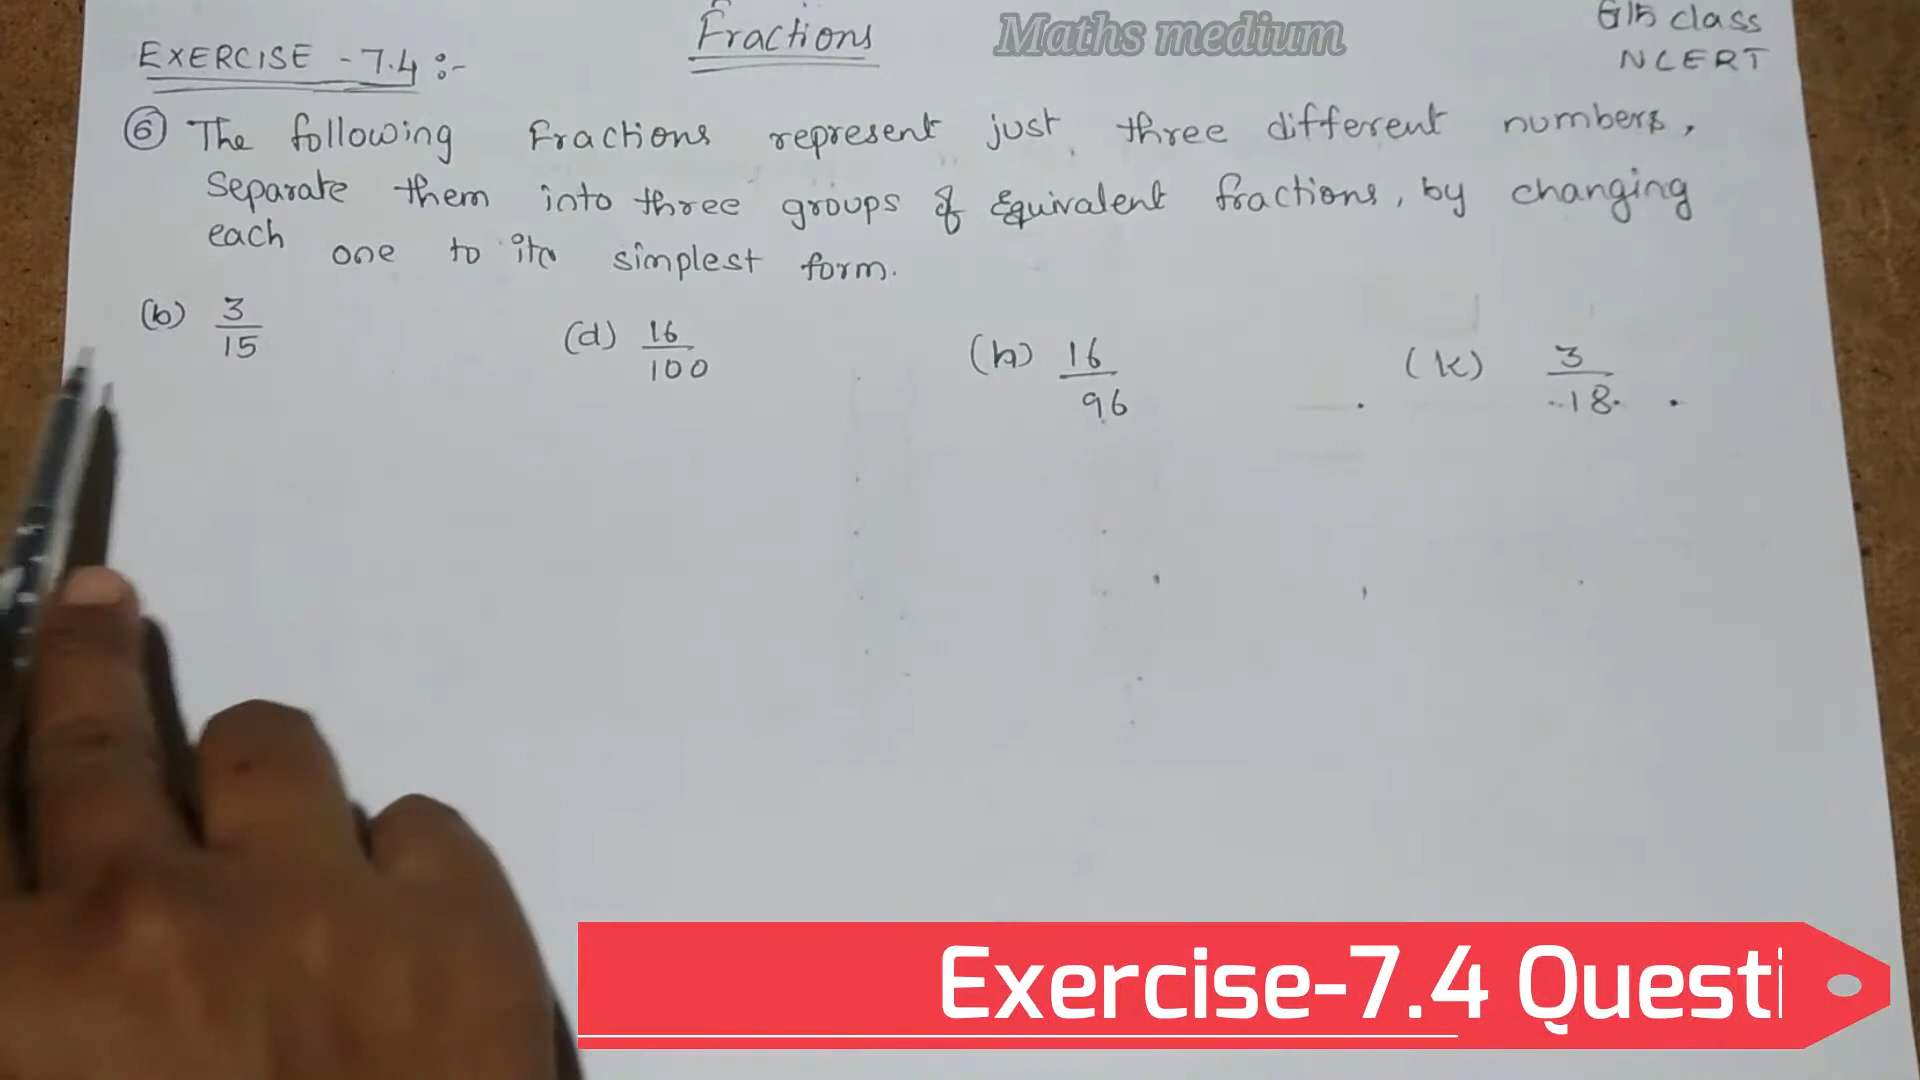 Fractions
Maths medium
6th class
EXERCISE - 7.4 :-
NCERT
(6) The following Fractions represent just three different numbers,
Separate them into three groups of Equivalent fractions, by changing
each one to its simplest form.
(b) 3/15 (d) 16/100 (h) 16/96 (k) 3/18
Exercise-7.4 Questi